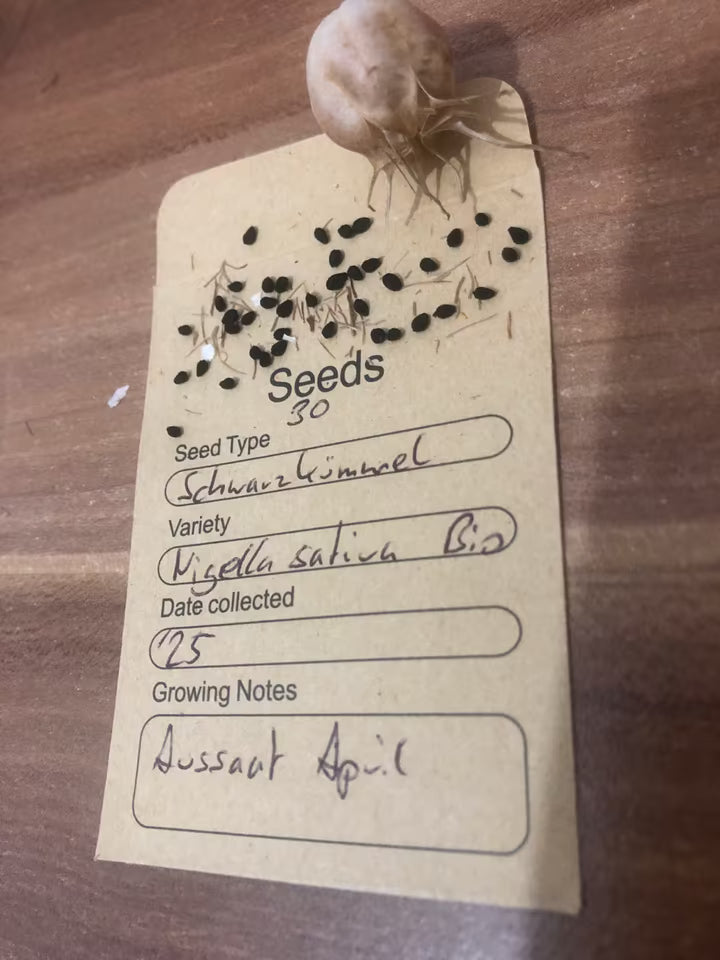 Seeds
30
Seed Type
Schwarzkümmel
Variety
Nigella sativa Bio
Date collected
'25
Growing Notes
Aussaat April